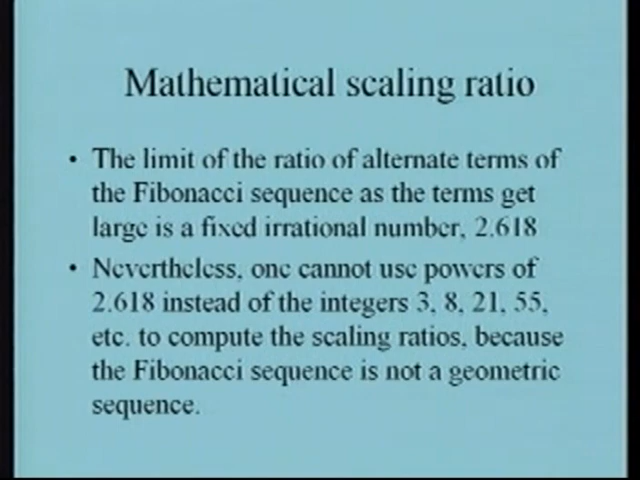 Mathematical scaling ratio
• The limit of the ratio of alternate terms of
the Fibonacci sequence as the terms get
large is a fixed irrational number, 2.618
• Nevertheless, one cannot use powers of
2.618 instead of the integers 3, 8, 21, 55,
etc. to compute the scaling ratios, because
the Fibonacci sequence is not a geometric
sequence.